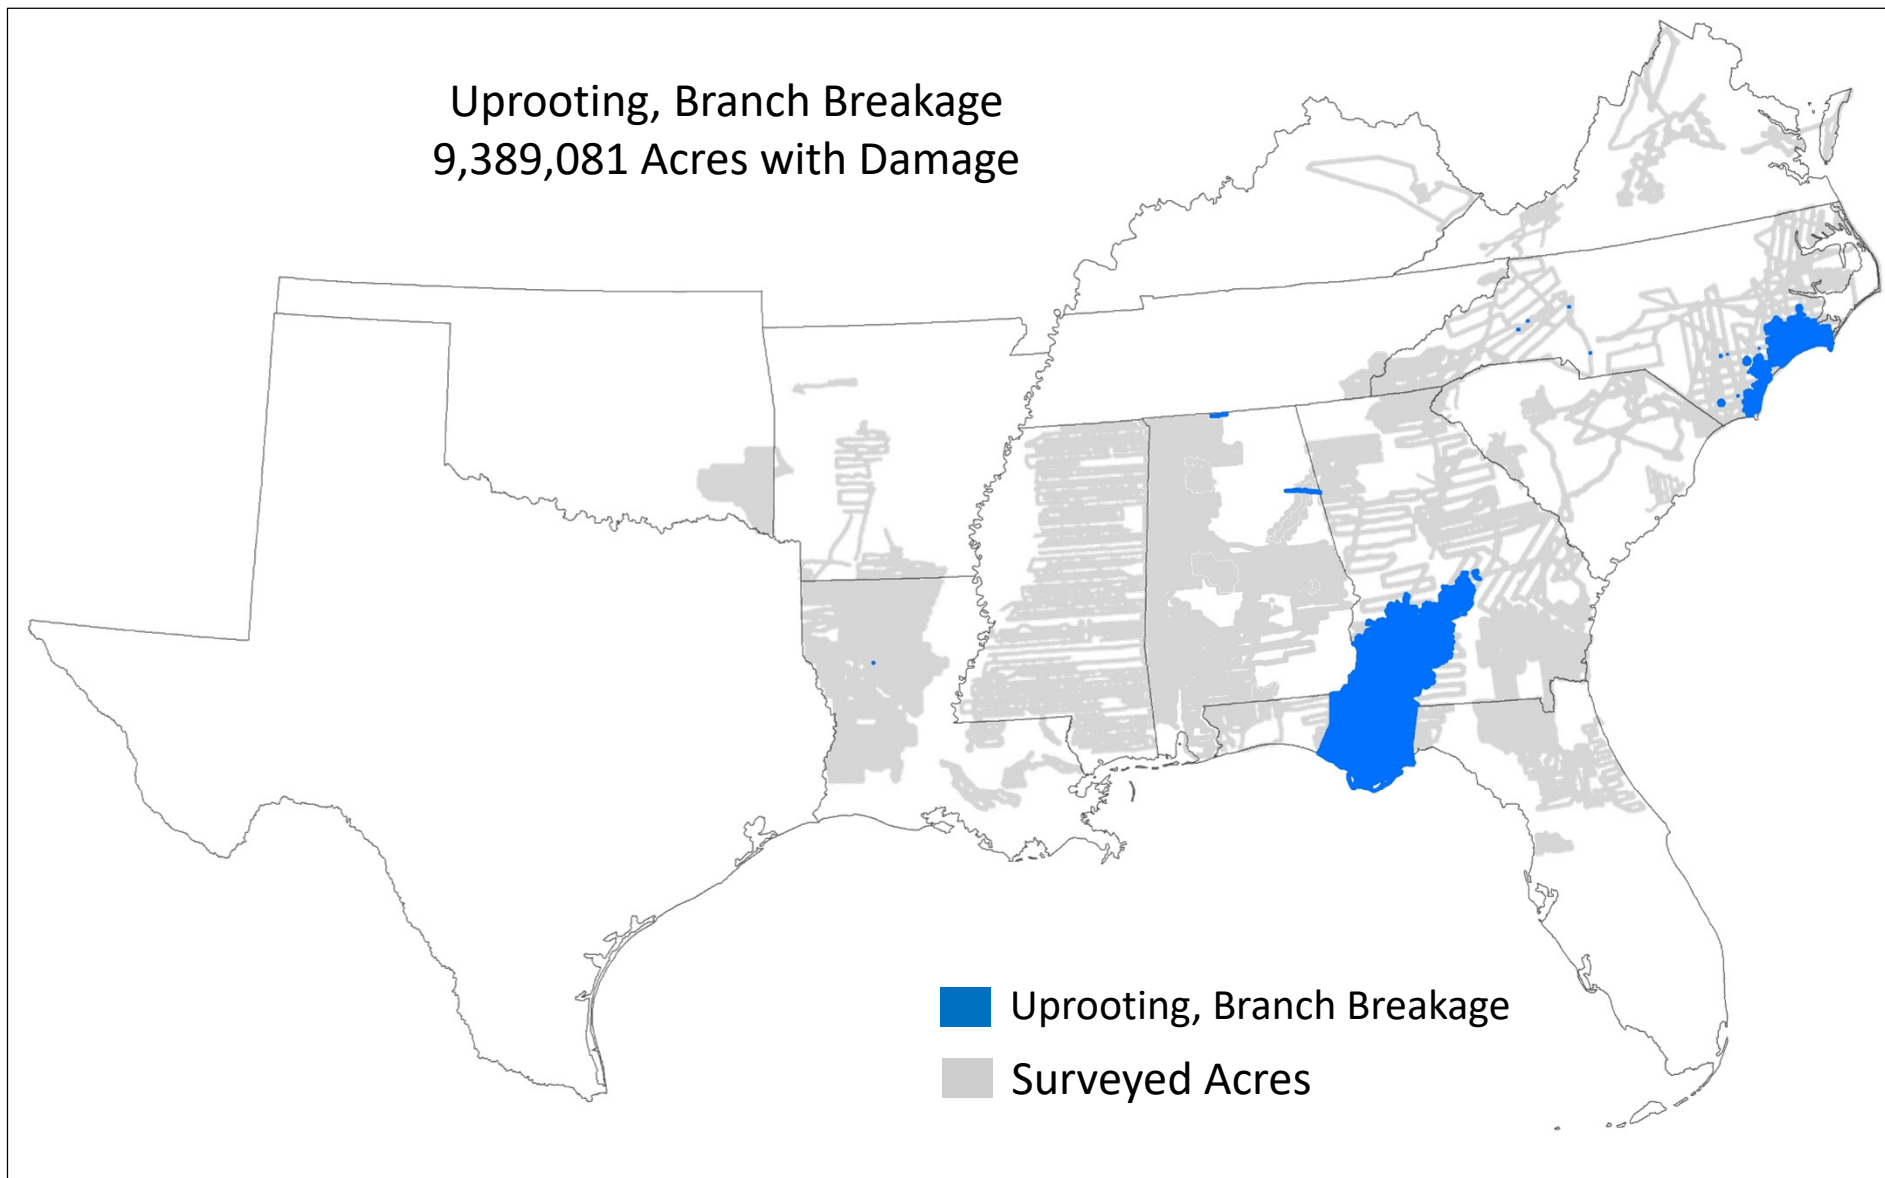 Uprooting, Branch Breakage
9,389,081 Acres with Damage
Uprooting, Branch Breakage
Surveyed Acres